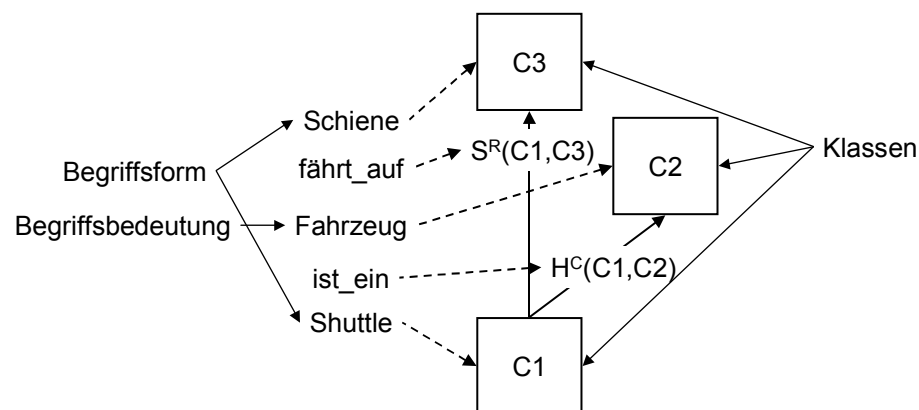 C3
Schiene
S^R(C1,C3)
Klassen
fährt_auf
C2
Begriffsform
Begriffsbedeutung
Fahrzeug
ist_ein
H^C(C1,C2)
Shuttle
C1